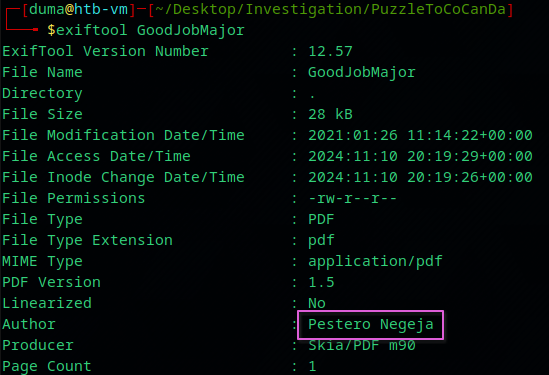 [duma@htb-vm]-[~/Desktop/Investigation/PuzzleToCoCanDa]
$exiftool GoodJobMajor
ExifTool Version Number : 12.57
File Name : GoodJobMajor
Directory : .
File Size : 28 kB
File Modification Date/Time : 2021:01:26 11:14:22+00:00
File Access Date/Time : 2024:11:10 20:19:29+00:00
File Inode Change Date/Time : 2024:11:10 20:19:26+00:00
File Permissions : -rw-r--r--
File Type : PDF
File Type Extension : pdf
MIME Type : application/pdf
PDF Version : 1.5
Linearized : No
Author : Pestero Negeja
Producer : Skia/PDF m90
Page Count : 1